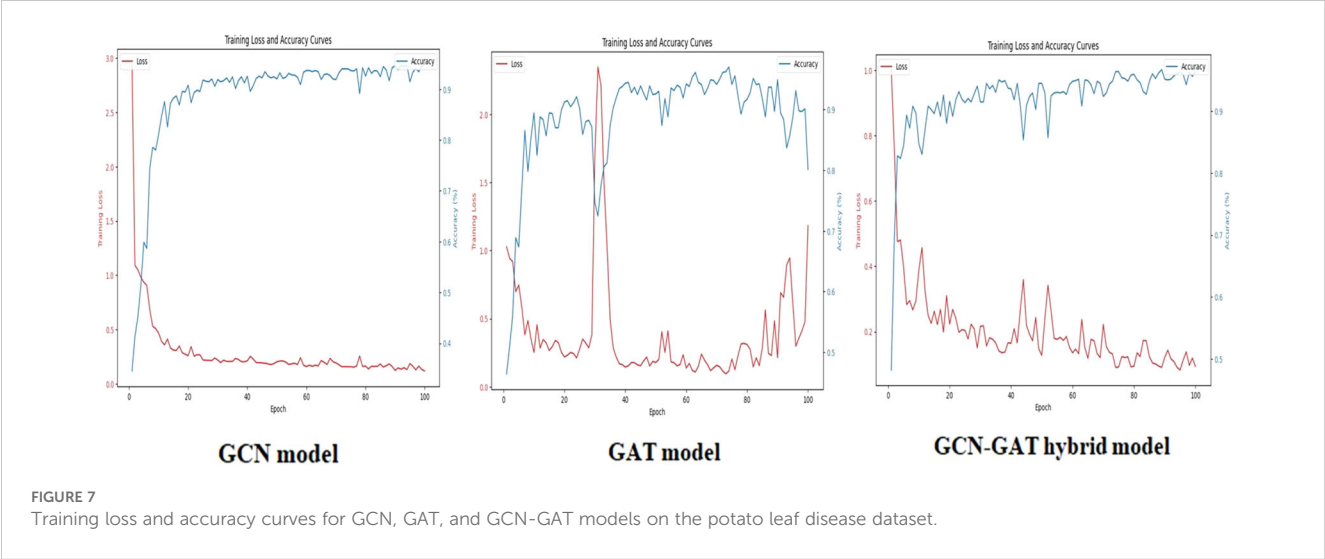 Training Loss and Accuracy Curves
Loss
Accuracy
3.0
2.5
2.0
1.5
1.0
0.5
0.0
Training Loss
0.9
0.8
0.7
0.6
0.5
0.4
Accuracy (%)
0 20 40 60 80 100
Epoch
GCN model
Training Loss and Accuracy Curves
Loss
Accuracy
2.0
1.5
1.0
0.5
0.0
Training Loss
0.9
0.8
0.7
0.6
0.5
Accuracy (%)
0 20 40 60 80 100
Epoch
GAT model
Training Loss and Accuracy Curves
Loss
Accuracy
1.0
0.8
0.6
0.4
0.2
Training Loss
0.9
0.8
0.7
0.6
0.5
Accuracy (%)
0 20 40 60 80 100
Epoch
GCN-GAT hybrid model
FIGURE 7
Training loss and accuracy curves for GCN, GAT, and GCN-GAT models on the potato leaf disease dataset.